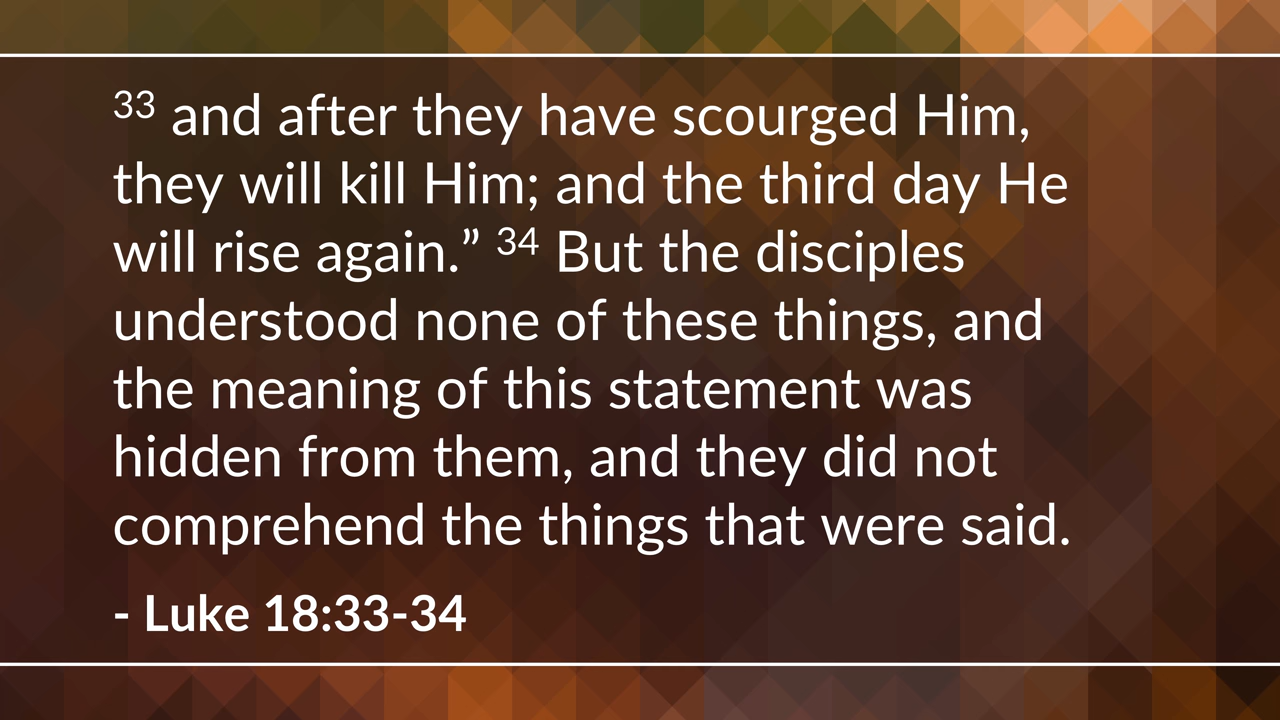 33 and after they have scourged Him,
they will kill Him; and the third day He
will rise again.” 34 But the disciples
understood none of these things, and
the meaning of this statement was
hidden from them, and they did not
comprehend the things that were said.
- Luke 18:33-34